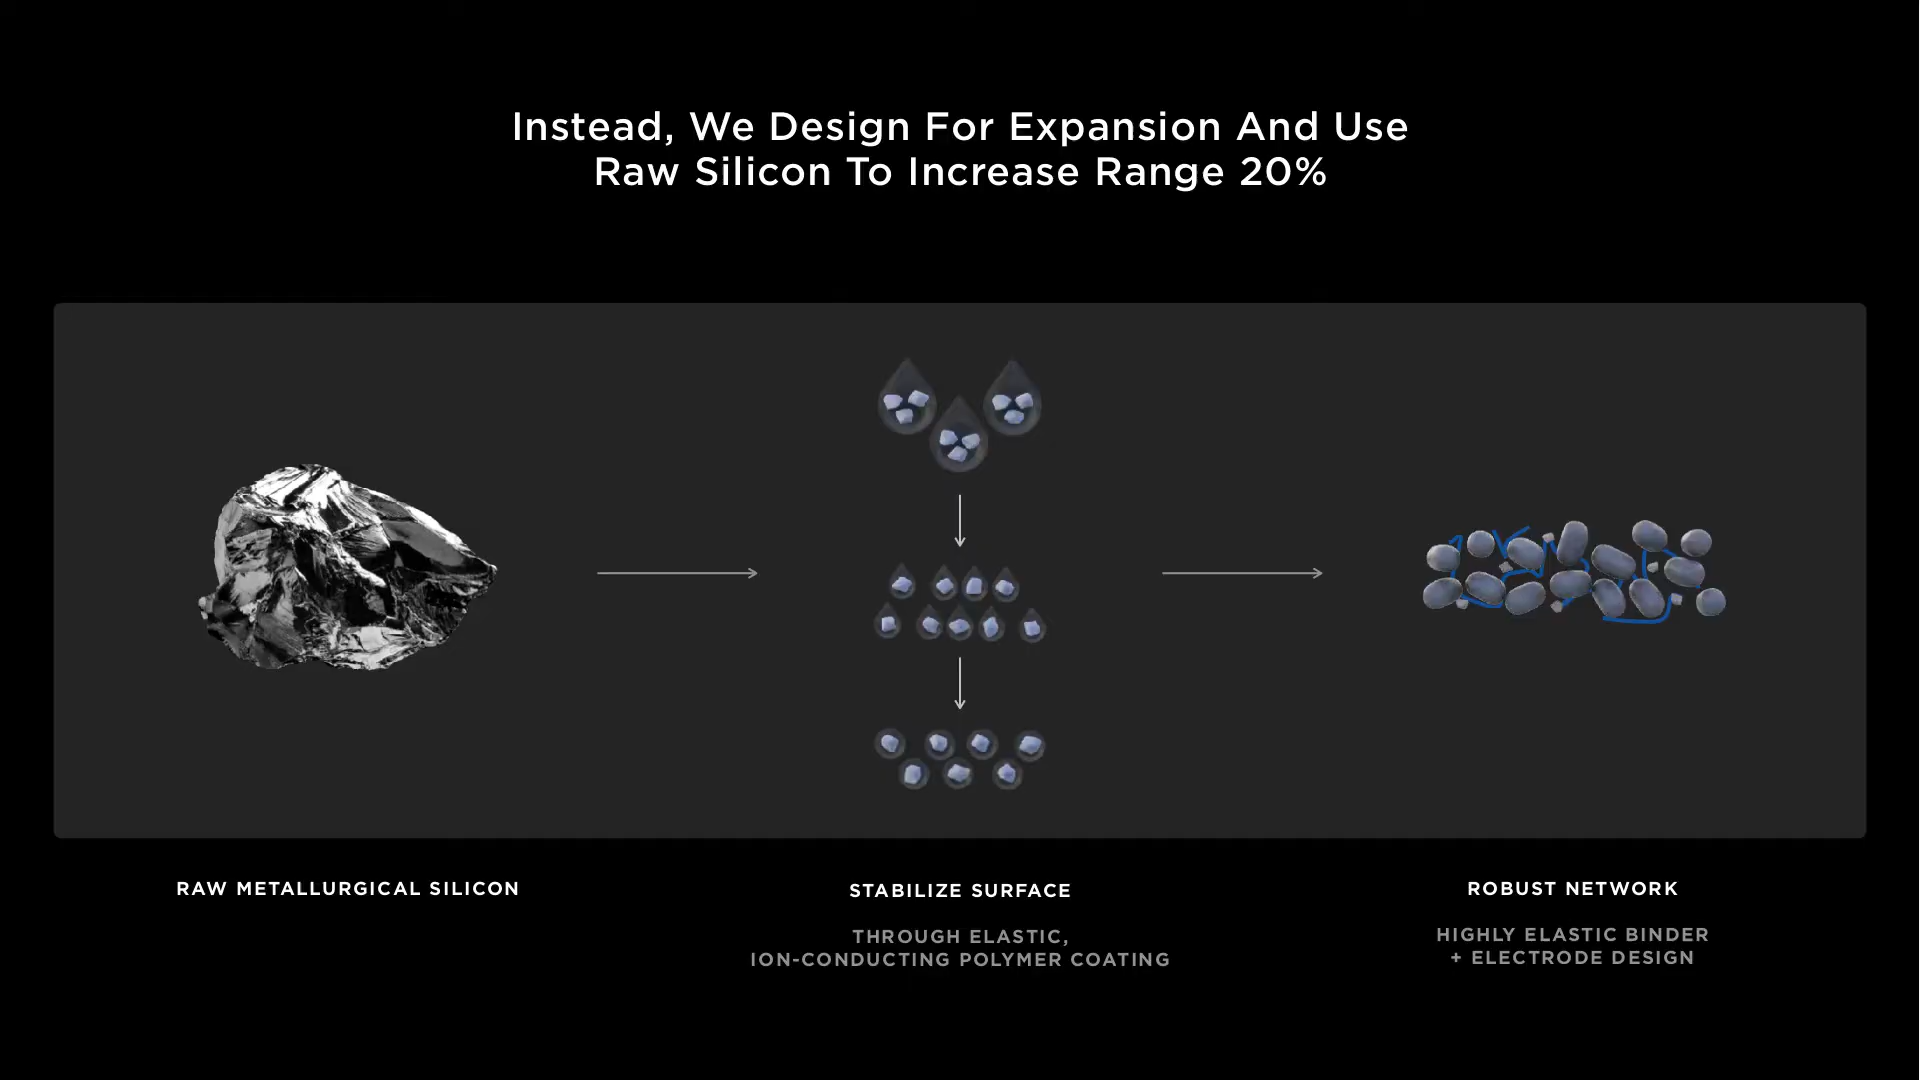 Instead, We Design For Expansion And Use
Raw Silicon To Increase Range 20%
RAW METALLURGICAL SILICON
STABILIZE SURFACE
THROUGH ELASTIC,
ION-CONDUCTING POLYMER COATING
ROBUST NETWORK
HIGHLY ELASTIC BINDER
+ ELECTRODE DESIGN